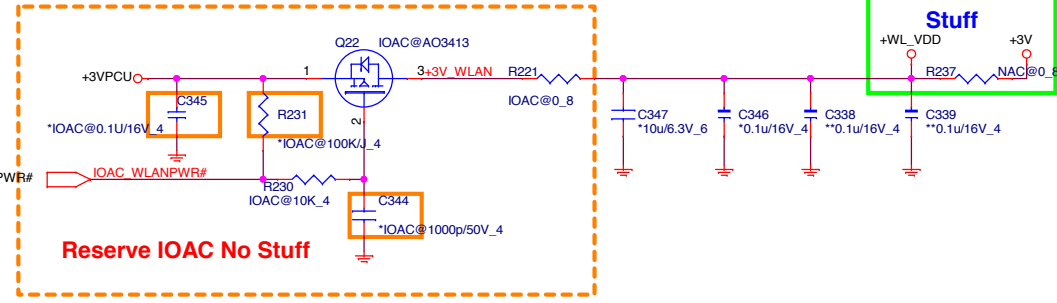 Stuff
Q22
IOAC@AO3413
+WL_VDD
+3V
+3VPCU
1
3
+3V_WLAN
R221
R237
NAC@0_8
IOAC@0_8
C345
*IOAC@0.1U/16V_4
R231
2
*IOAC@100K/J_4
C347
*10u/6.3V_6
C346
*0.1u/16V_4
C338
**0.1u/16V_4
C339
**0.1u/16V_4
PWR#
IOAC_WLANPWR#
R230
IOAC@10K_4
C344
*IOAC@1000p/50V_4
Reserve IOAC No Stuff